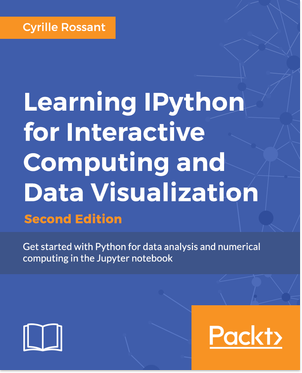 Cyrille Rossant
Learning IPython
for Interactive
Computing and
Data Visualization
Second Edition
Get started with Python for data analysis and numerical
computing in the Jupyter notebook
Packt>